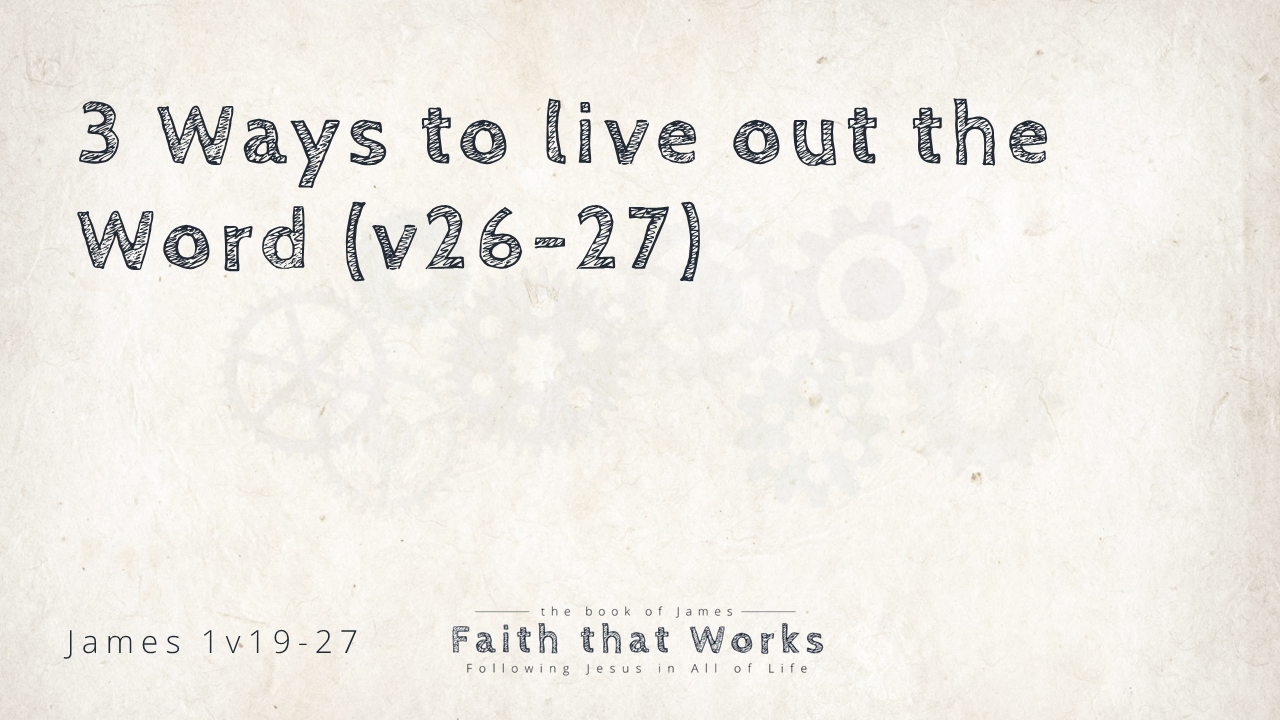 3 Ways to live out the
Word (v26-27)
the book of James
James 1v19-27
Faith that Works
Following Jesus in All of Life